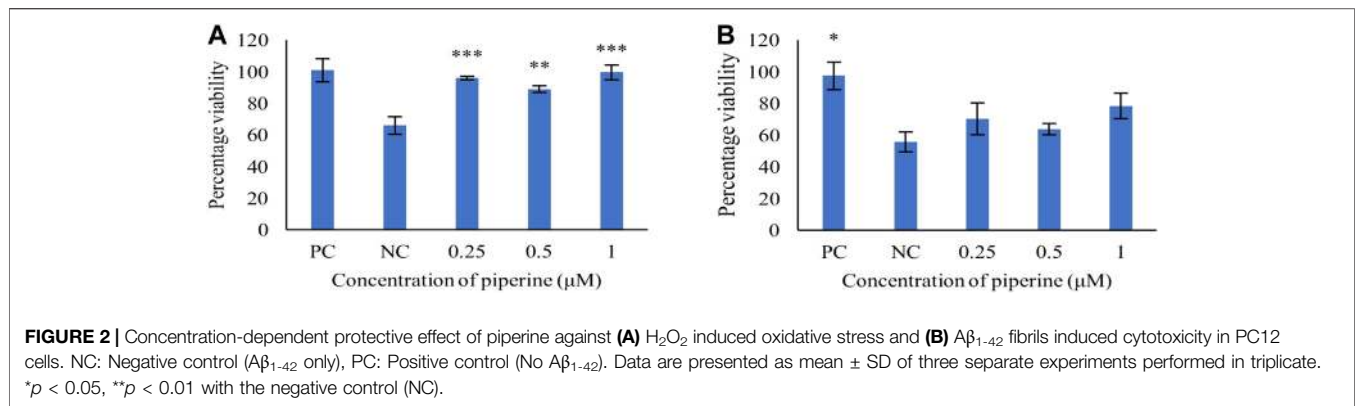 A
120
100
80
60
40
20
0
Percentage viability
***
**
***
PC NC 0.25 0.5 1
Concentration of piperine (μM)
B
120
100
80
60
40
20
0
Percentage viability
*
PC NC 0.25 0.5 1
Concentration of piperine (μM)
FIGURE 2 | Concentration-dependent protective effect of piperine against (A) H₂O₂ induced oxidative stress and (B) Aβ₁₋₄₂ fibrils induced cytotoxicity in PC12
cells. NC: Negative control (Aβ₁₋₄₂ only), PC: Positive control (No Aβ₁₋₄₂). Data are presented as mean ± SD of three separate experiments performed in triplicate.
*p < 0.05, **p < 0.01 with the negative control (NC).